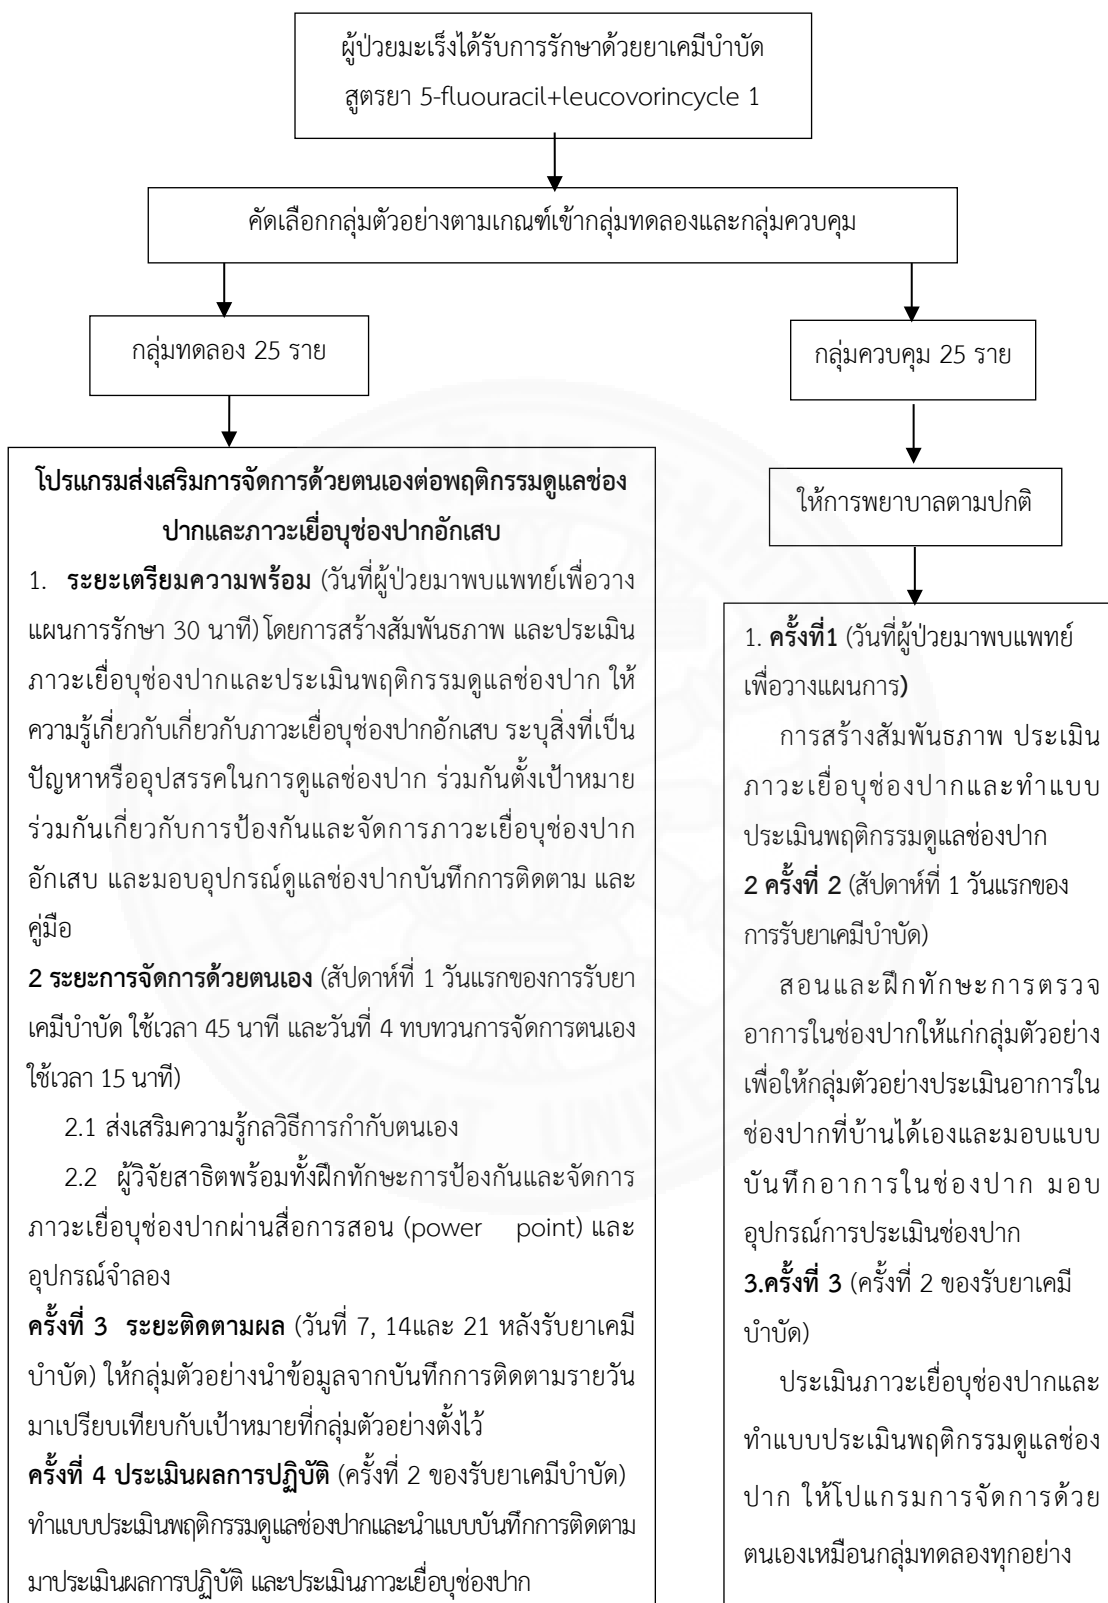 ผู้ป่วยมะเร็งได้รับการรักษาด้วยยาเคมีบำบัด
สูตรยา 5-fluouracil+leucovorincycle 1
คัดเลือกกลุ่มตัวอย่างตามเกณฑ์เข้ากลุ่มทดลองและกลุ่มควบคุม
กลุ่มทดลอง 25 ราย
โปรแกรมส่งเสริมการจัดการด้วยตนเองต่อพฤติกรรมดูแลช่อง
ปากและภาวะเยื่อบุช่องปากอักเสบ
1. ระยะเตรียมความพร้อม (วันที่ผู้ป่วยมาพบแพทย์เพื่อวาง
แผนการรักษา 30 นาที) โดยการสร้างสัมพันธภาพ และประเมิน
ภาวะเยื่อบุช่องปากและประเมินพฤติกรรมดูแลช่องปาก ให้
ความรู้เกี่ยวกับเกี่ยวกับภาวะเยื่อบุช่องปากอักเสบ ระบุสิ่งที่เป็น
ปัญหาหรืออุปสรรคในการดูแลช่องปาก ร่วมกันตั้งเป้าหมาย
ร่วมกันเกี่ยวกับการป้องกันและจัดการภาวะเยื่อบุช่องปาก
อักเสบ และมอบอุปกรณ์ดูแลช่องปากบันทึกการติดตาม และ
คู่มือ
2 ระยะการจัดการด้วยตนเอง (สัปดาห์ที่ 1 วันแรกของการรับยา
เคมีบำบัด ใช้เวลา 45 นาที และวันที่ 4 ทบทวนการจัดการตนเอง
ใช้เวลา 15 นาที)
2.1 ส่งเสริมความรู้กลวิธีการกำกับตนเอง
2.2 ผู้วิจัยสาธิตพร้อมทั้งฝึกทักษะการป้องกันและจัดการ
ภาวะเยื่อบุช่องปากผ่านสื่อการสอน (power point) และ
อุปกรณ์จำลอง
ครั้งที่ 3 ระยะติดตามผล (วันที่ 7, 14และ 21 หลังรับยาเคมี
บำบัด) ให้กลุ่มตัวอย่างนำข้อมูลจากบันทึกการติดตามรายวัน
มาเปรียบเทียบกับเป้าหมายที่กลุ่มตัวอย่างตั้งไว้
ครั้งที่ 4 ประเมินผลการปฏิบัติ (ครั้งที่ 2 ของรับยาเคมีบำบัด)
ทำแบบประเมินพฤติกรรมดูแลช่องปากและนำแบบบันทึกการติดตาม
มาประเมินผลการปฏิบัติ และประเมินภาวะเยื่อบุช่องปาก
กลุ่มควบคุม 25 ราย
ให้การพยาบาลตามปกติ
1. ครั้งที่1 (วันที่ผู้ป่วยมาพบแพทย์
เพื่อวางแผนการ)
การสร้างสัมพันธภาพ ประเมิน
ภาวะเยื่อบุช่องปากและทำแบบ
ประเมินพฤติกรรมดูแลช่องปาก
2 ครั้งที่ 2 (สัปดาห์ที่ 1 วันแรกของ
การรับยาเคมีบำบัด)
สอนและฝึกทักษะการตรวจ
อาการในช่องปากให้แก่กลุ่มตัวอย่าง
เพื่อให้กลุ่มตัวอย่างประเมินอาการใน
ช่องปากที่บ้านได้เองและมอบแบบ
บันทึกอาการในช่องปาก มอบ
อุปกรณ์การประเมินช่องปาก
3.ครั้งที่ 3 (ครั้งที่ 2 ของรับยาเคมี
บำบัด)
ประเมินภาวะเยื่อบุช่องปากและ
ทำแบบประเมินพฤติกรรมดูแลช่อง
ปาก ให้โปแกรมการจัดการด้วย
ตนเองเหมือนกลุ่มทดลองทุกอย่าง